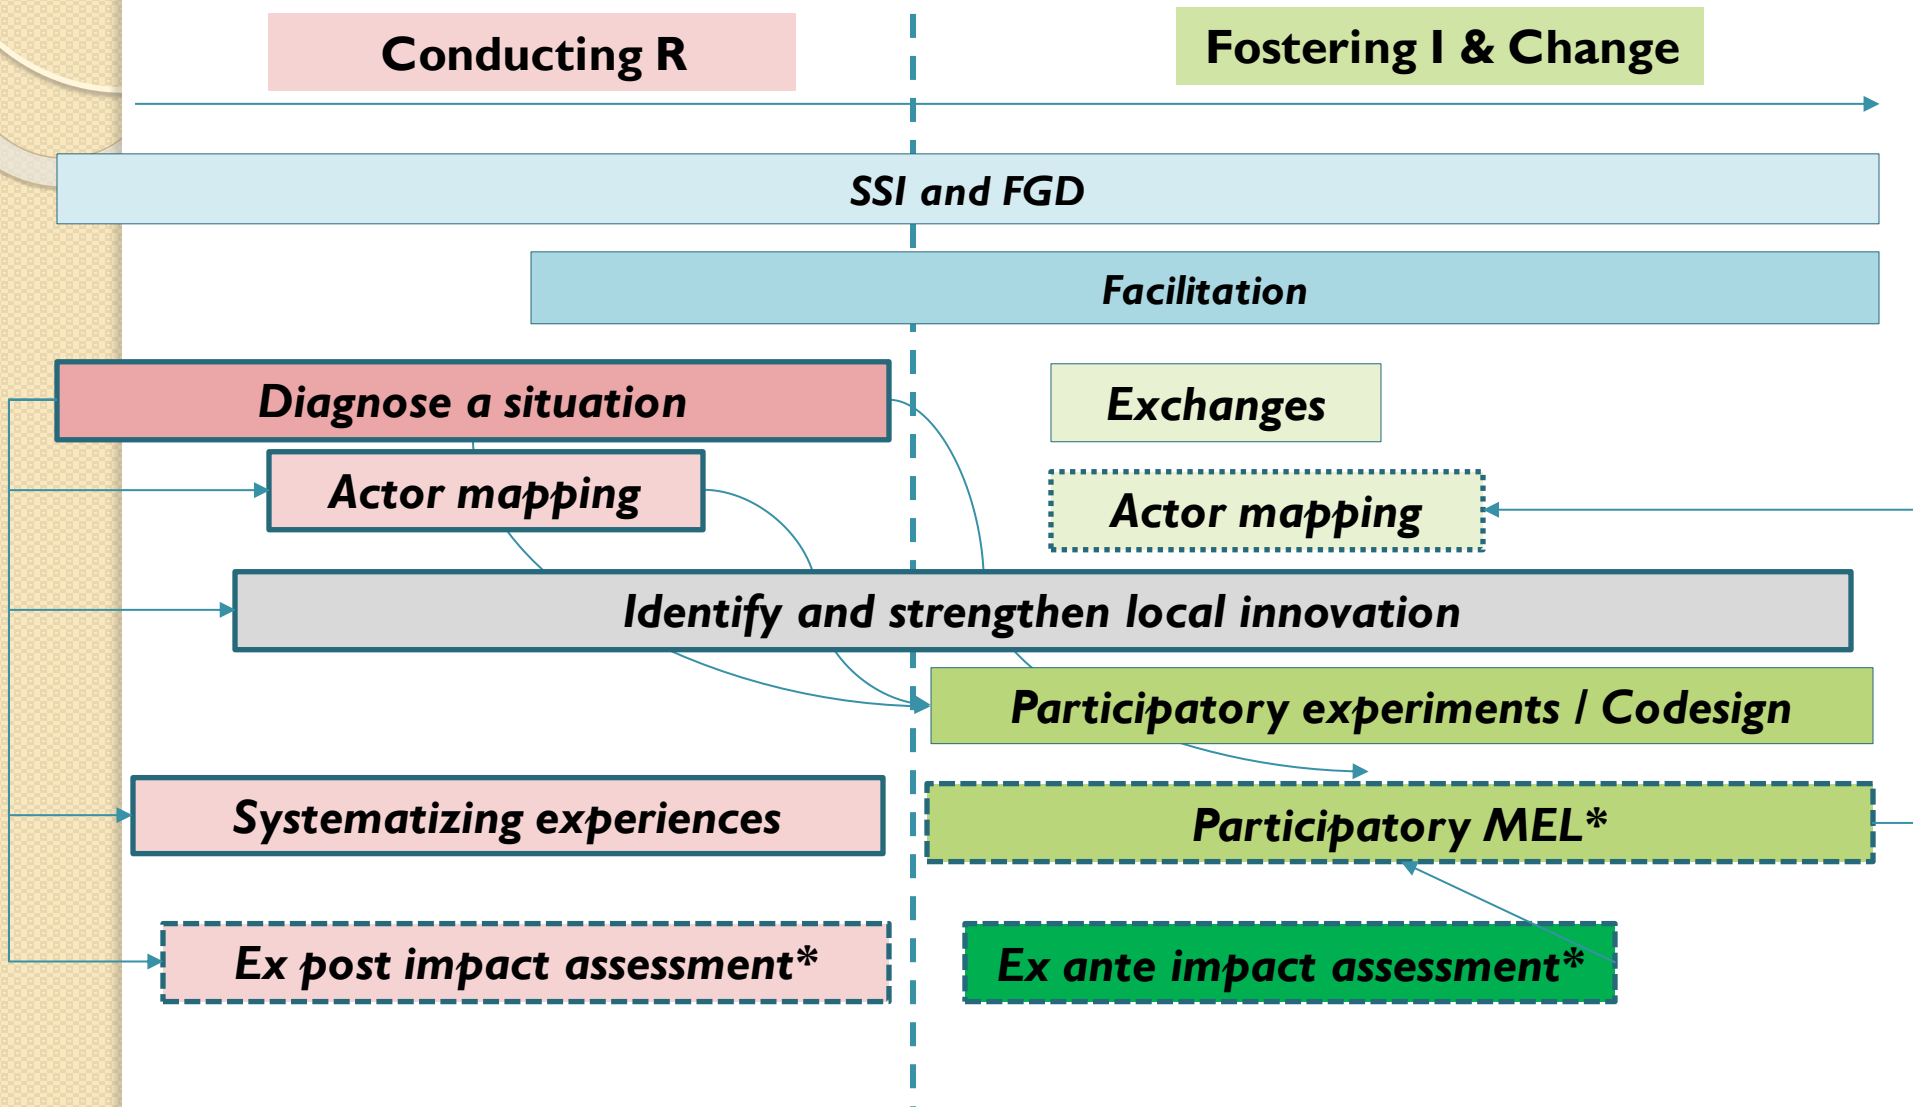 Conducting R
Fostering I & Change
SSI and FGD
Facilitation
Diagnose a situation
Exchanges
Actor mapping
Actor mapping
Identify and strengthen local innovation
Participatory experiments / Codesign
Systematizing experiences
Participatory MEL*
Ex post impact assessment*
Ex ante impact assessment*